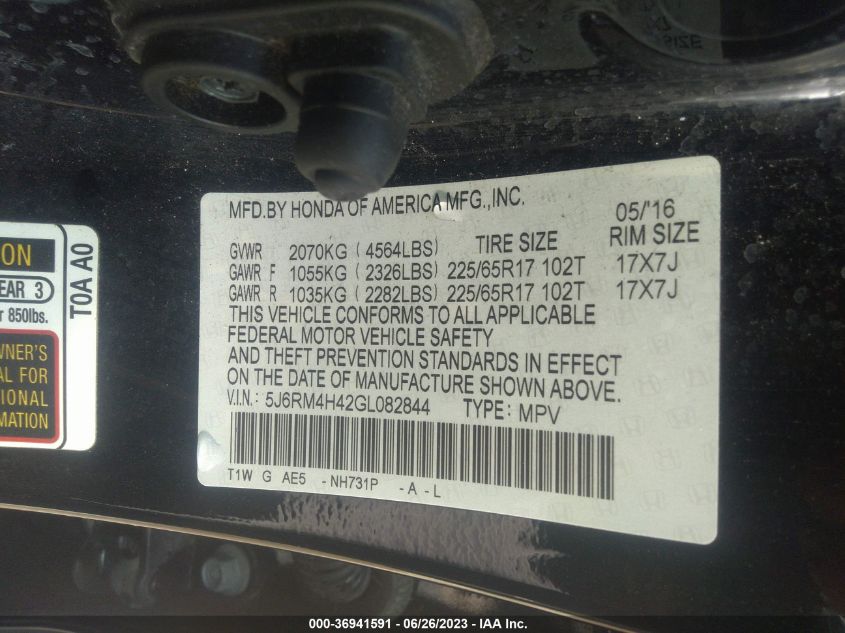 MFD.BY HONDA OF AMERICA MFG.,INC. 05/'16
GVWR 2070KG (4564LBS) TIRE SIZE RIM SIZE
GAWR F 1055KG (2326LBS) 225/65R17 102T 17X7J
GAWR R 1035KG (2282LBS) 225/65R17 102T 17X7J
THIS VEHICLE CONFORMS TO ALL APPLICABLE
FEDERAL MOTOR VEHICLE SAFETY
AND THEFT PREVENTION STANDARDS IN EFFECT
ON THE DATE OF MANUFACTURE SHOWN ABOVE.
V.I.N.: 5J6RM4H42GL082844 TYPE: MPV
T1W G AE5 -NH731P -A -L
ON
EAR 3
850lbs.
WNER'S
AL FOR
IONAL
MATION
T0A A0
000-36941591 / 06/26/2023 / IAA Inc.